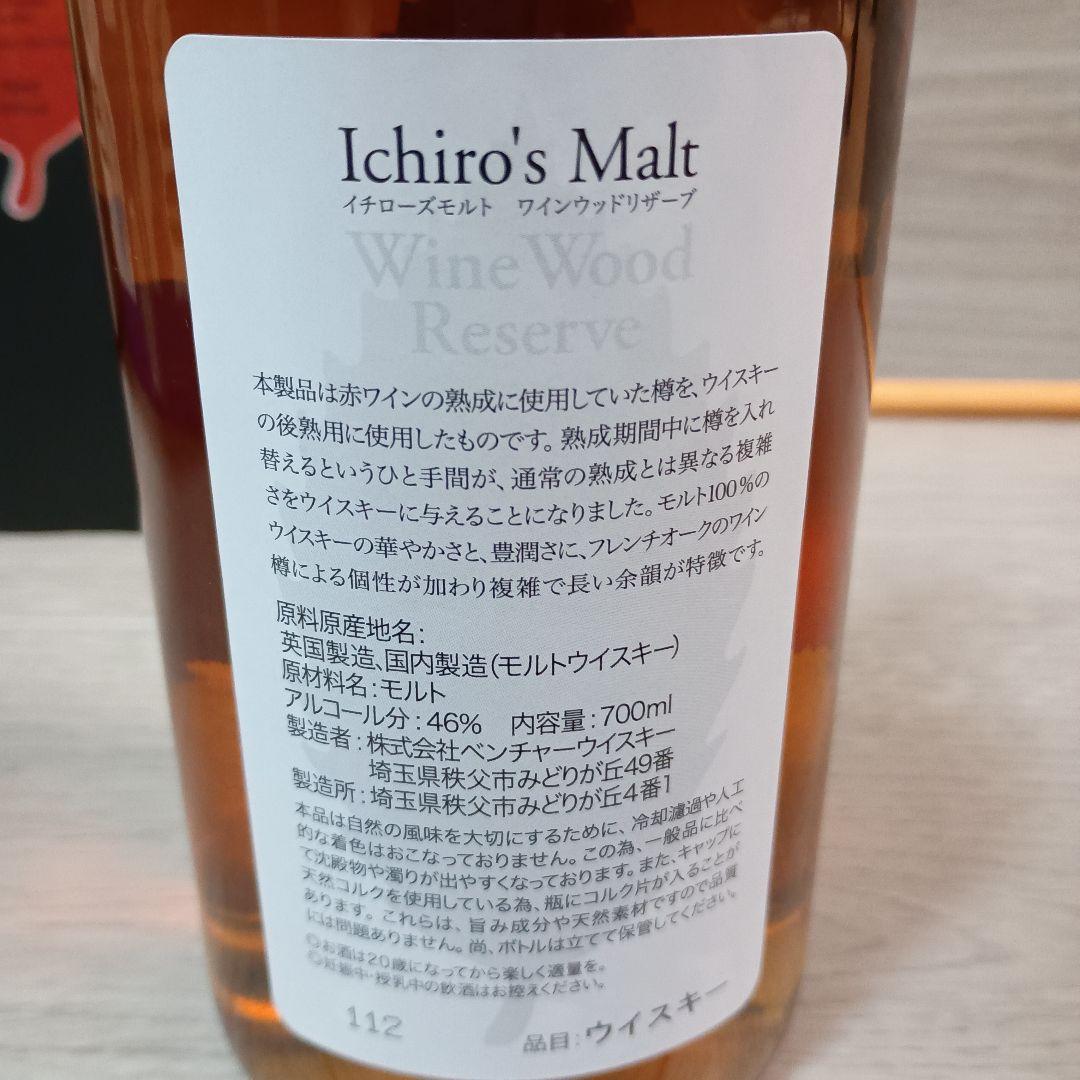 Ichiro's Malt
イチローズモルト　ワインウッドリザーブ
Wine Wood
Reserve
本製品は赤ワインの熟成に使用していた樽を、ウイスキー
の後熟用に使用したものです。熟成期間中に樽を入れ
替えるというひと手間が、通常の熟成とは異なる複雑
さをウイスキーに与えることになりました。モルト100%の
ウイスキーの華やかさと、豊潤さに、フレンチオークのワイン
樽による個性が加わり複雑で長い余韻が特徴です。
原料原産地名:
英国製造、国内製造(モルトウイスキー)
原材料名:モルト
アルコール分:46%　内容量:700ml
製造者:株式会社ベンチャーウイスキー
埼玉県秩父市みどりが丘49番
製造所:埼玉県秩父市みどりが丘4番1
本品は自然の風味を大切にするために、冷却濾過や人工
的な着色はおこなっておりません。この為、一般品に比べ
て沈殿物や濁りが出やすくなっております。また、キャップに
天然コルクを使用している為、瓶にコルク片が入ることが
あります。これらは、旨み成分や天然素材ですので品質
には問題ありません。尚、ボトルは立てて保管してください。
◎お酒は20歳になってから楽しく適量を。
◎妊娠中・授乳中の飲酒はお控えください。
112
品目:ウイスキー